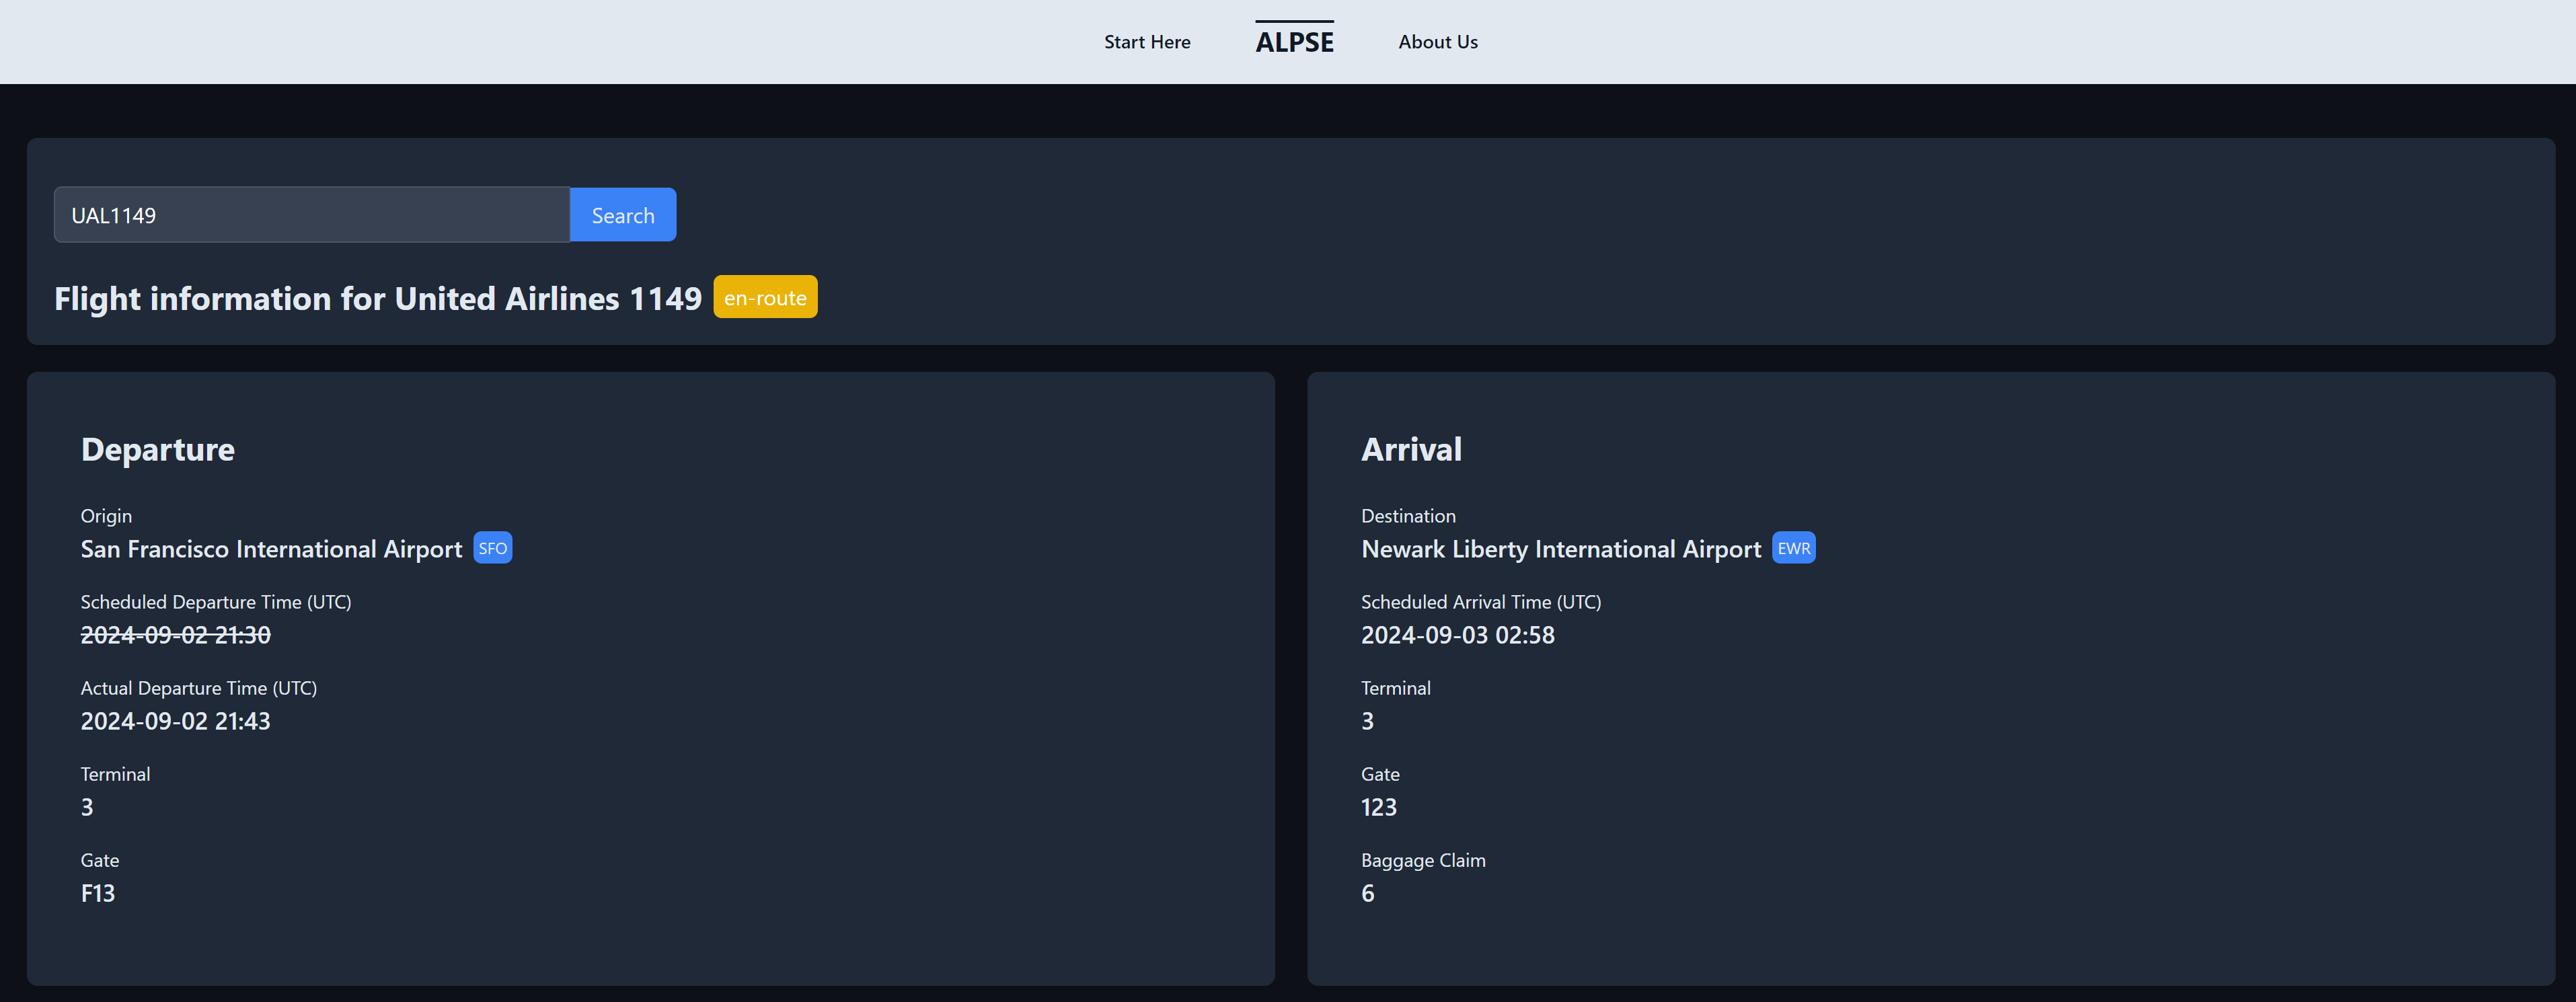 Start Here
ALPSE
About Us
UAL1149
Search
Flight information for United Airlines 1149 en-route
Departure
Origin
San Francisco International Airport SFO
Scheduled Departure Time (UTC)
2024-09-02 21:30
Actual Departure Time (UTC)
2024-09-02 21:43
Terminal
3
Gate
F13
Arrival
Destination
Newark Liberty International Airport EWR
Scheduled Arrival Time (UTC)
2024-09-03 02:58
Terminal
3
Gate
123
Baggage Claim
6